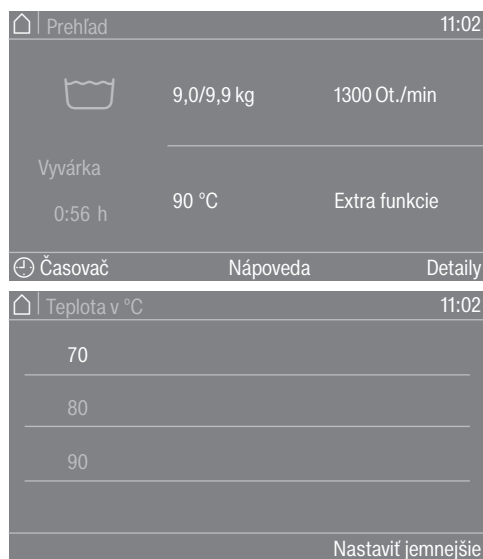 Prehľad 11:02
9,0/9,9 kg 1300 Ot./min
Vyvárka
0:56 h
90 °C Extra funkcie
Časovač Nápoveda Detaily
Teplota v °C 11:02
70
80
90
Nastaviť jemnejšie